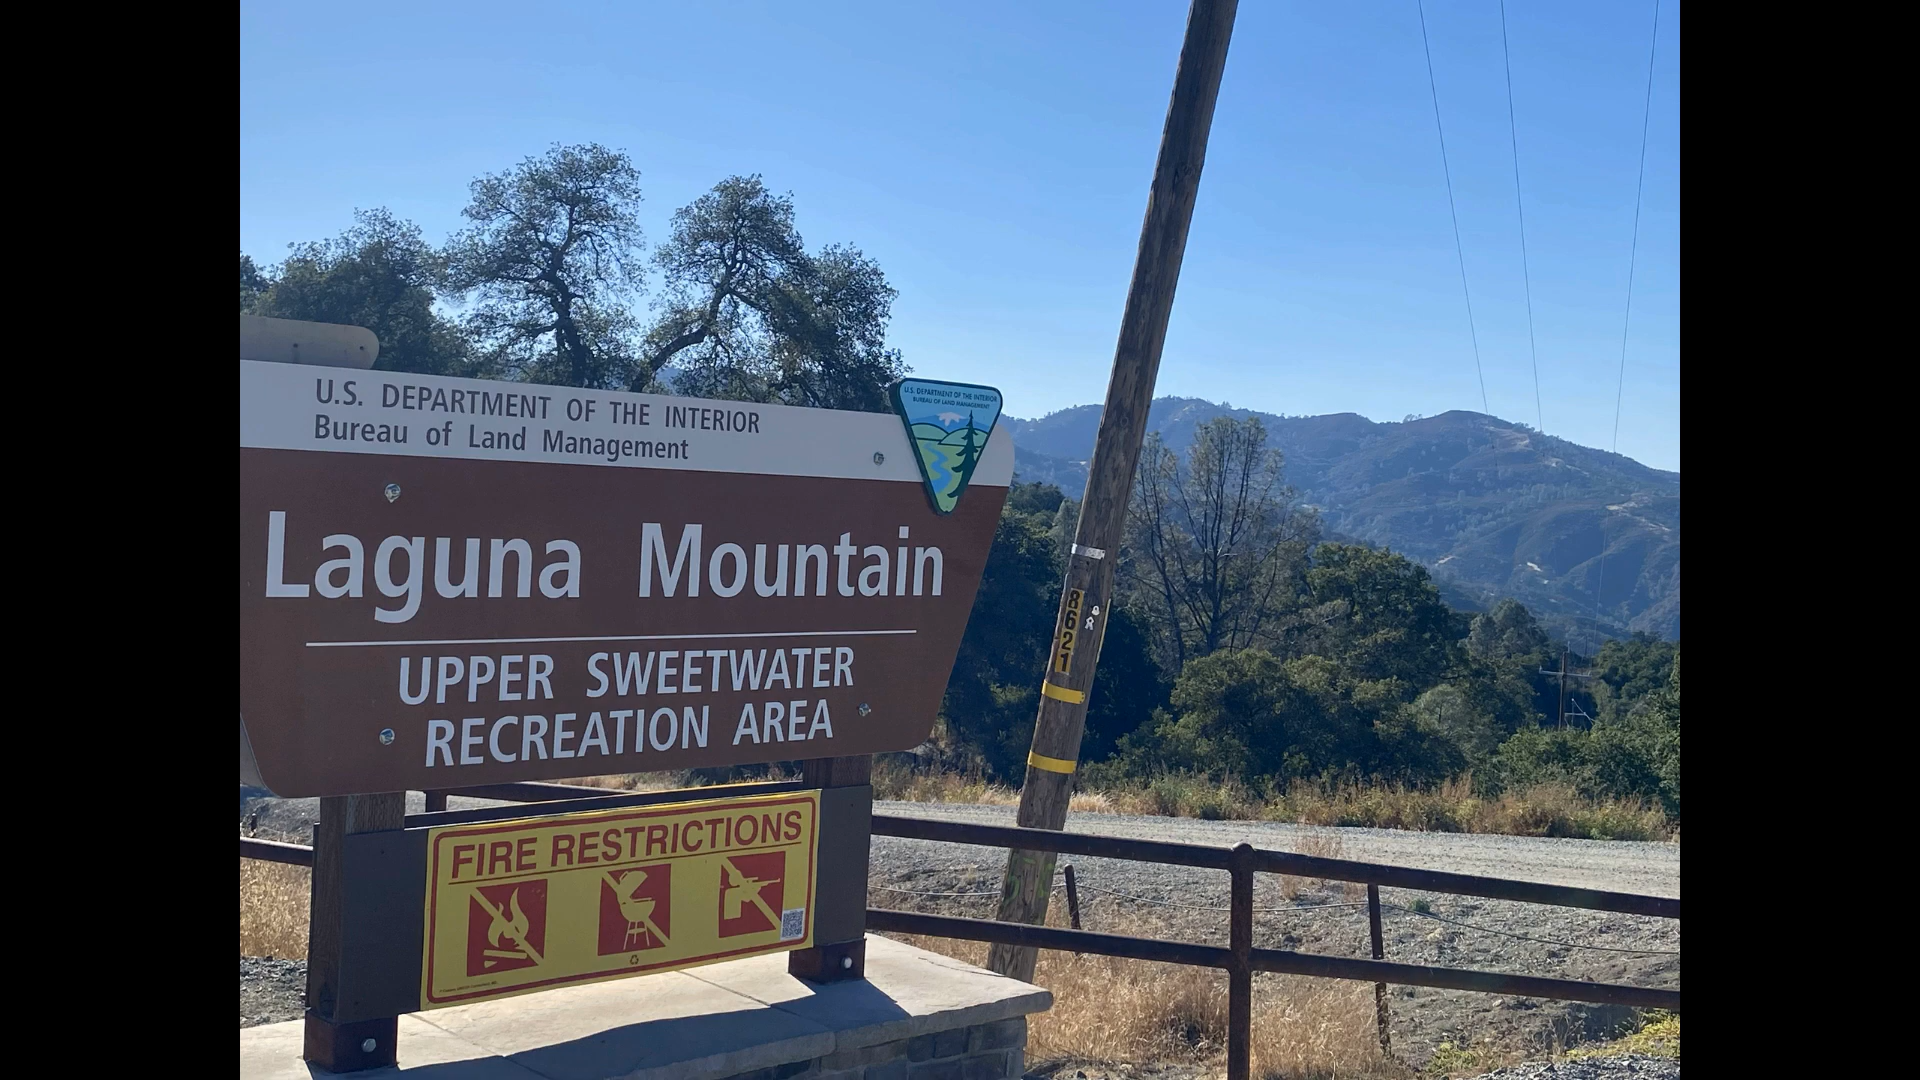 U.S. DEPARTMENT OF THE INTERIOR
Bureau of Land Management
U.S. DEPARTMENT OF THE INTERIOR
BUREAU OF LAND MANAGEMENT
Laguna Mountain
UPPER SWEETWATER
RECREATION AREA
8621
FIRE RESTRICTIONS